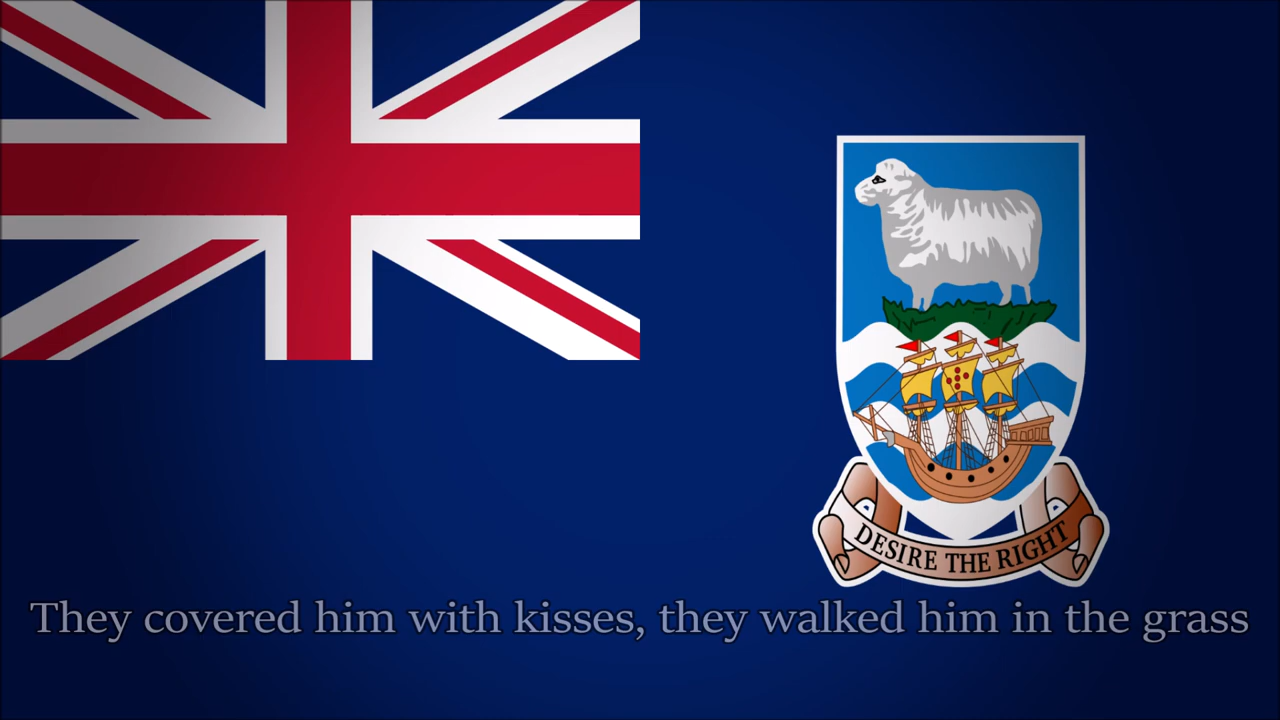 DESIRE THE RIGHT
They covered him with kisses, they walked him in the grass